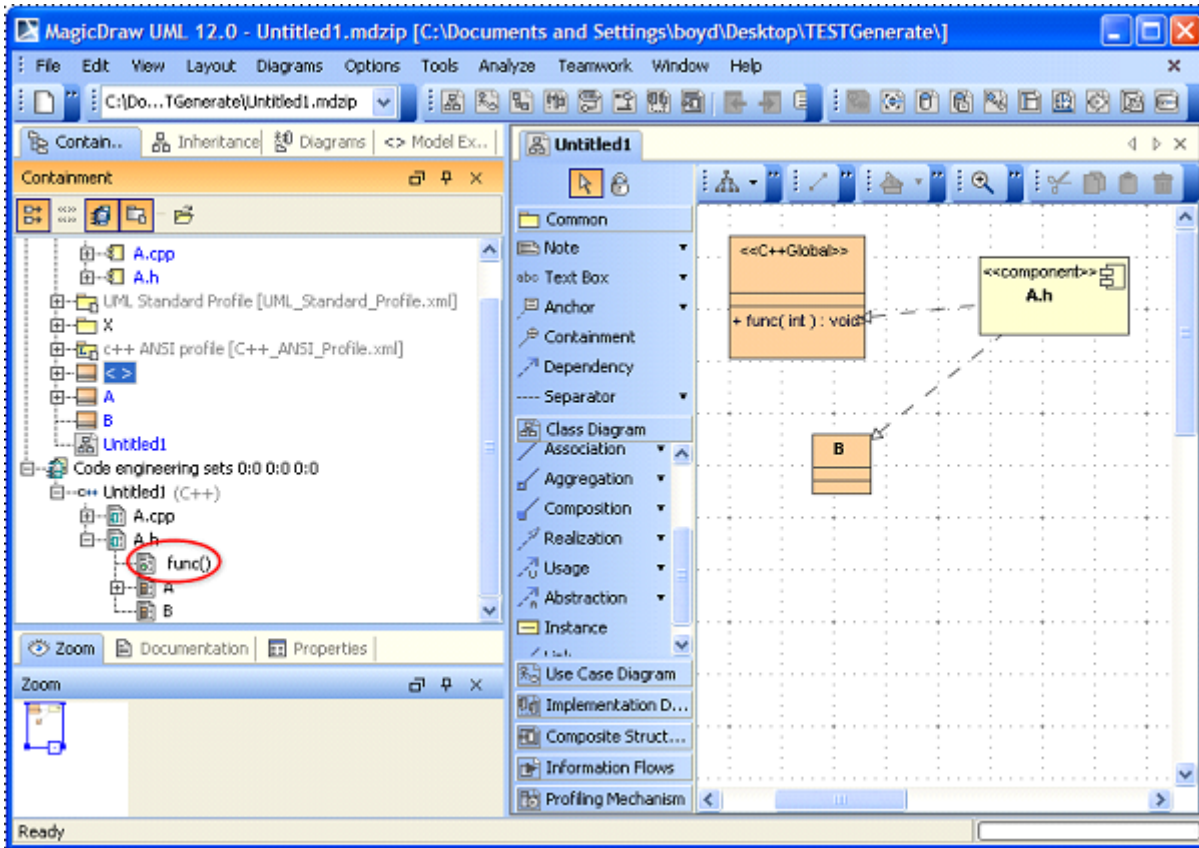 MagicDraw UML 12.0 - Untitled1.mdzip [C:\Documents and Settings\boyd\Desktop\TESTGenerate\]
File Edit View Layout Diagrams Options Tools Analyze Teamwork Window Help
C:\Do...TGenerate\Untitled1.mdzip
Contain.. Inheritance Diagrams <> Model Ex..
Containment
A.cpp
A.h
UML Standard Profile [UML_Standard_Profile.xml]
X
c++ ANSI profile [C++_ANSI_Profile.xml]
< >
A
B
Untitled1
Code engineering sets 0:0 0:0 0:0
c++ Untitled1 (C++)
A.cpp
A.h
func()
A
B
Zoom Documentation Properties
Zoom
Untitled1
Common
Note
abc Text Box
Anchor
Containment
Dependency
---- Separator
Class Diagram
Association
Aggregation
Composition
Realization
Usage
Abstraction
Instance
Use Case Diagram
Implementation D...
Composite Struct...
Information Flows
Profiling Mechanism
<<C++Global>>
+ func( int ) : void
<<component>>
A.h
B
Ready